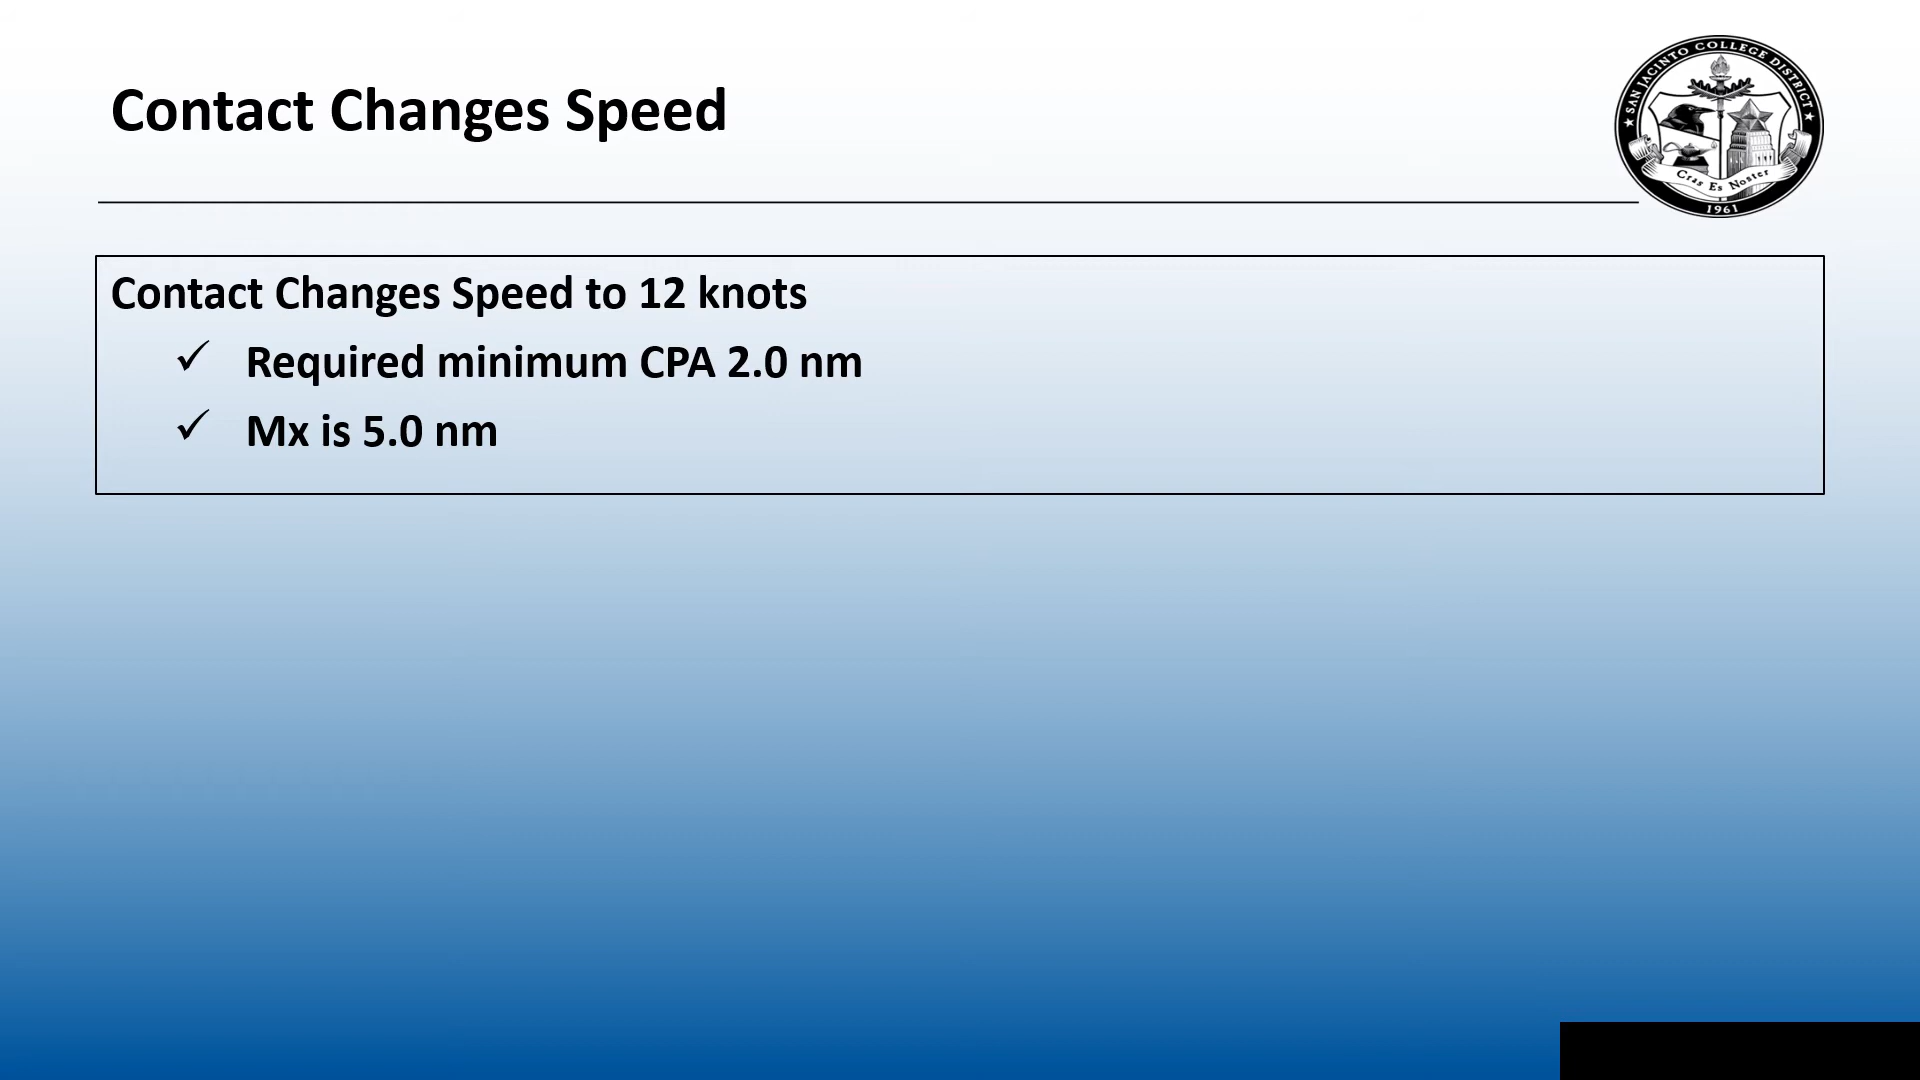 Contact Changes Speed
SAN JACINTO COLLEGE DISTRICT
Cras Es Noster
1961
Contact Changes Speed to 12 knots
✓ Required minimum CPA 2.0 nm
✓ Mx is 5.0 nm